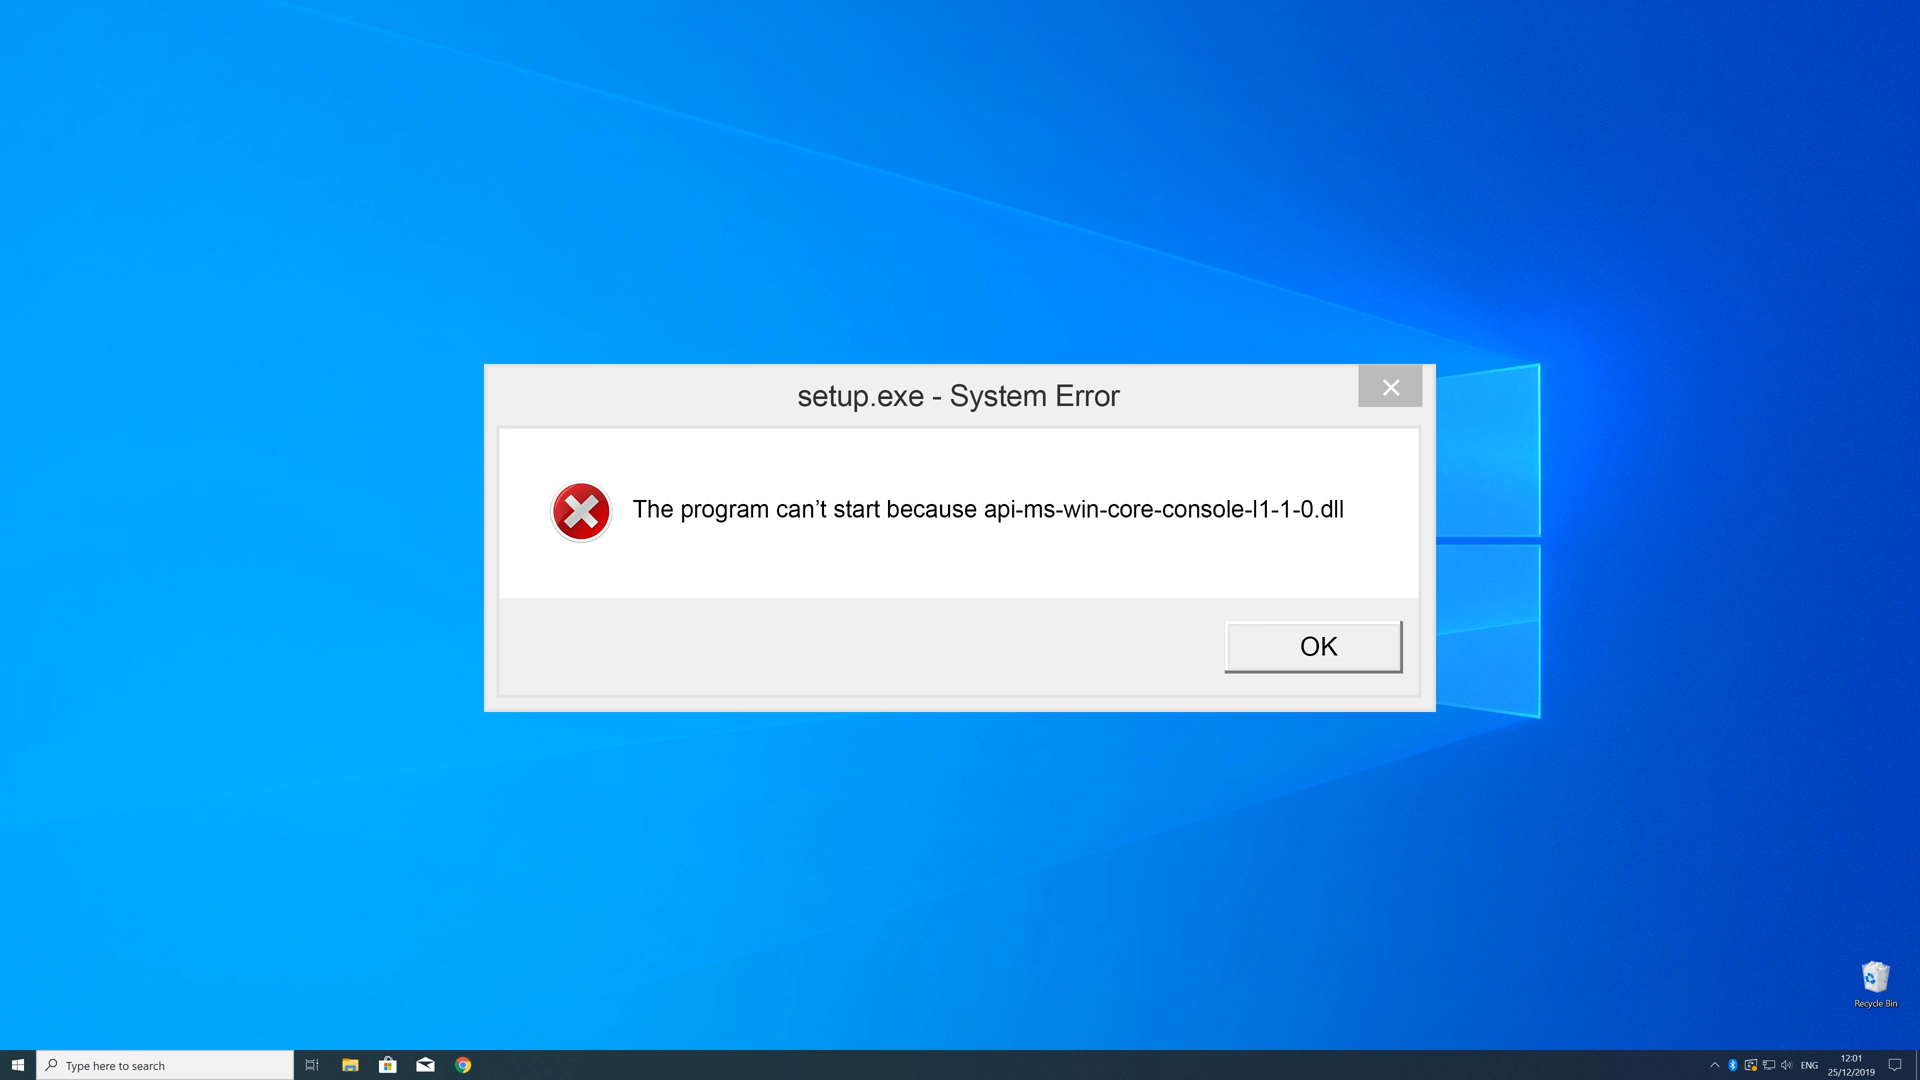 setup.exe - System Error
The program can’t start because api-ms-win-core-console-l1-1-0.dll
OK
Recycle Bin
Type here to search
ENG
12:01
25/12/2019